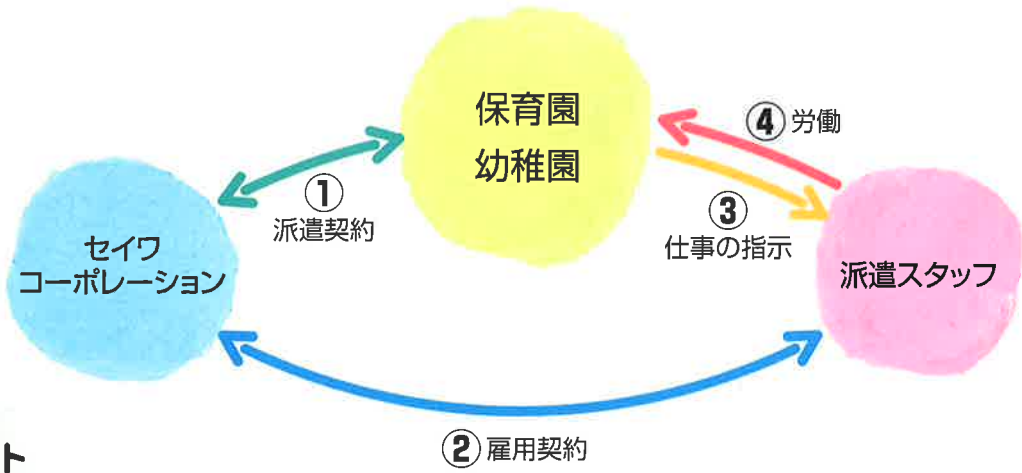 保育園
幼稚園
④労働
①
派遣契約
③
仕事の指示
セイワ
コーポレーション
派遣スタッフ
②雇用契約
ト